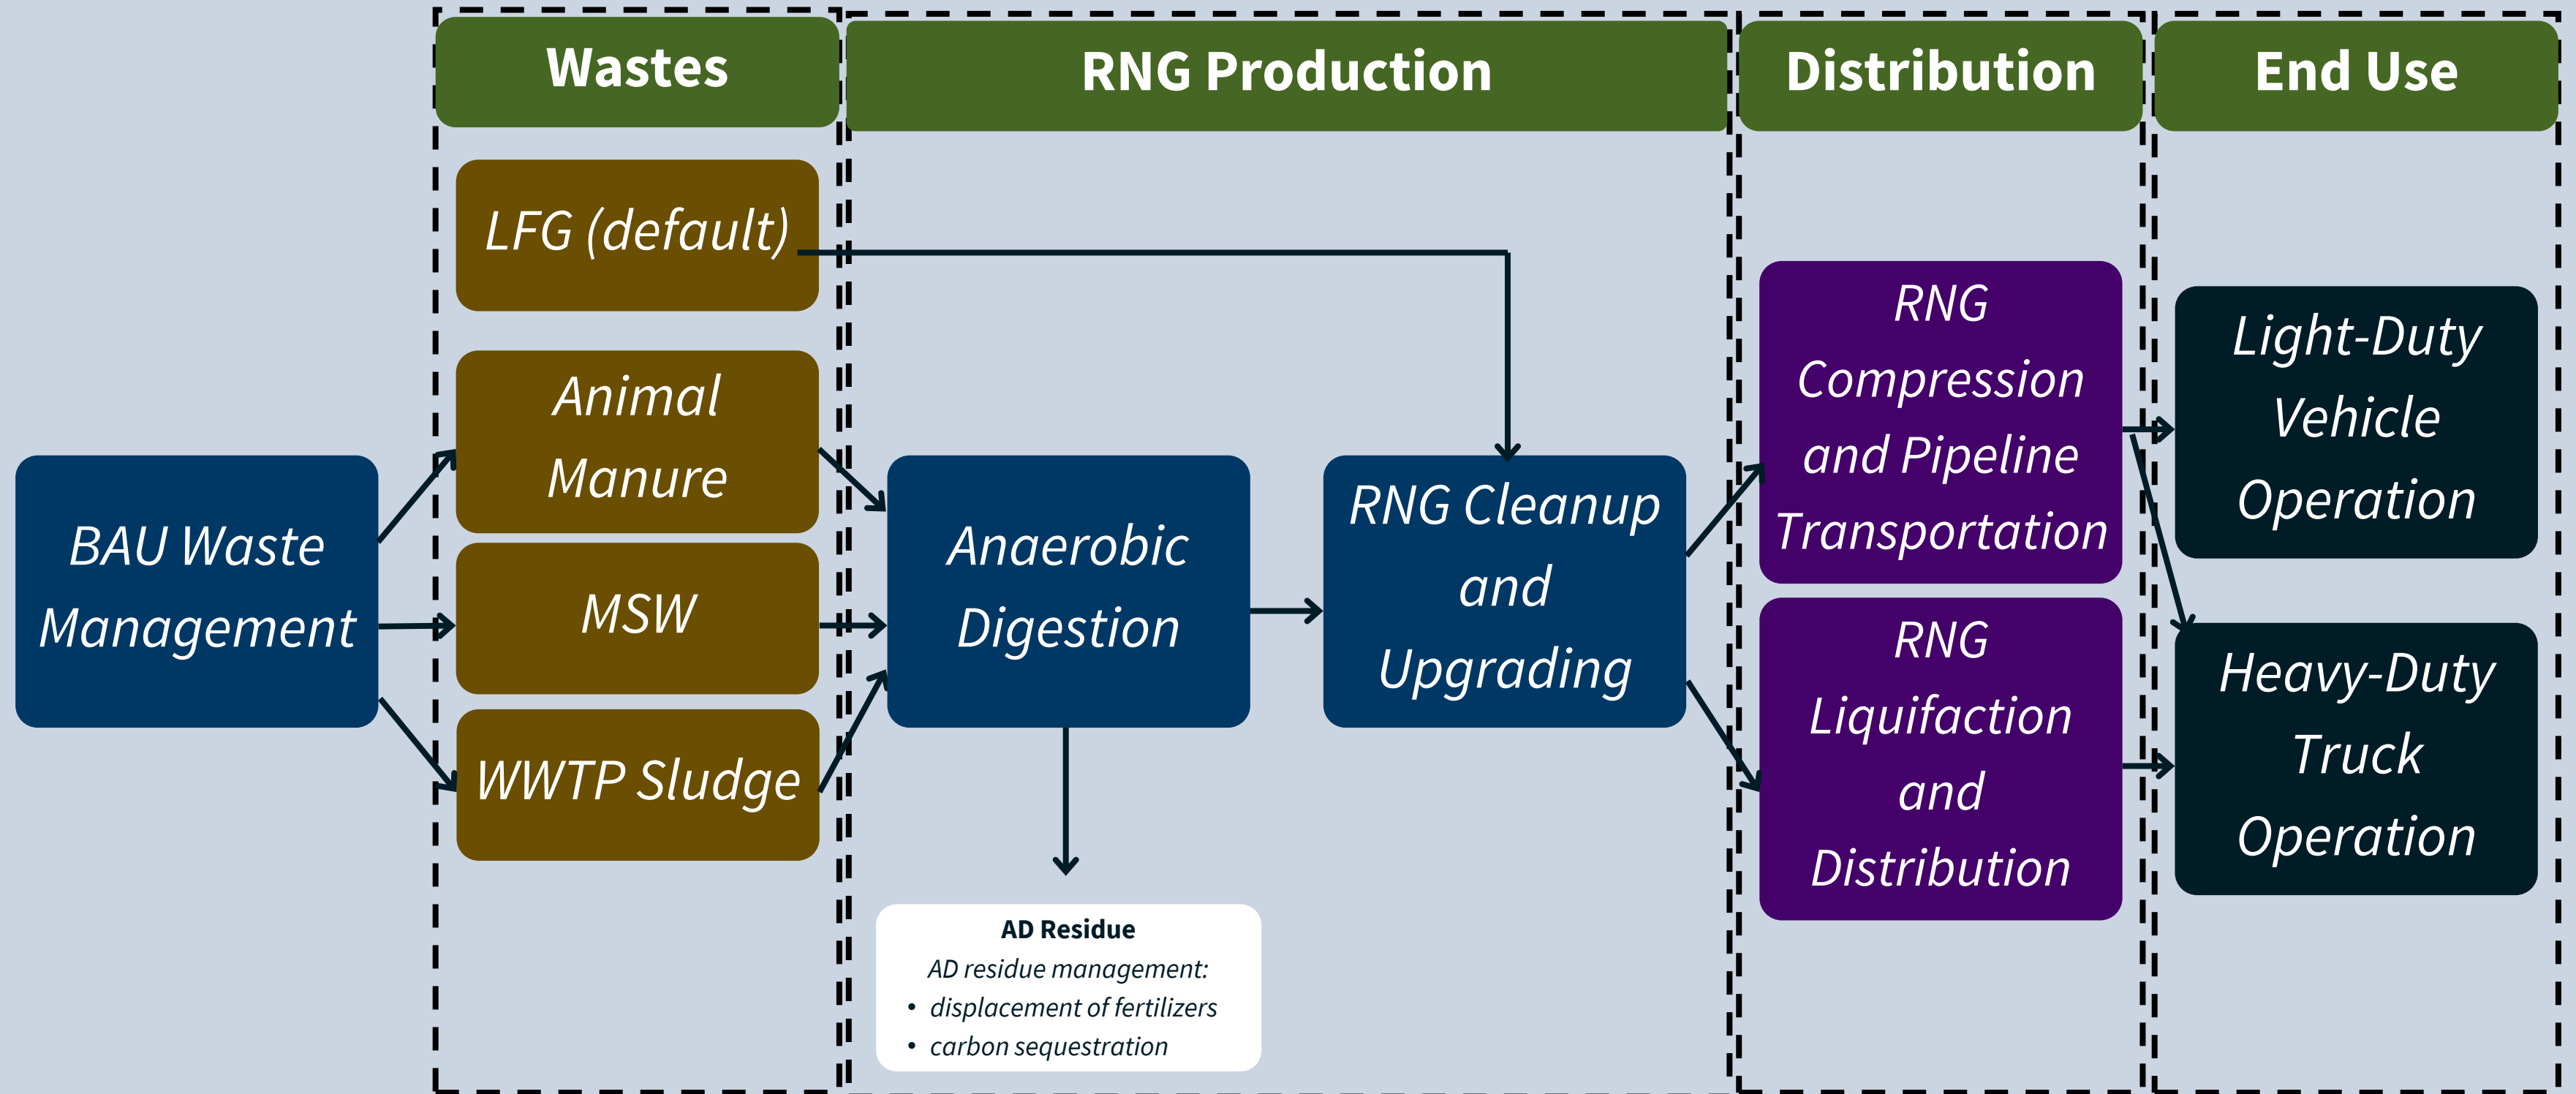 Wastes
RNG Production
Distribution
End Use
BAU Waste
Management
LFG (default)
Animal
Manure
MSW
WWTP Sludge
Anaerobic
Digestion
AD Residue
AD residue management:
• displacement of fertilizers
• carbon sequestration
RNG Cleanup
and
Upgrading
RNG
Compression
and Pipeline
Transportation
RNG
Liquifaction
and
Distribution
Light-Duty
Vehicle
Operation
Heavy-Duty
Truck
Operation